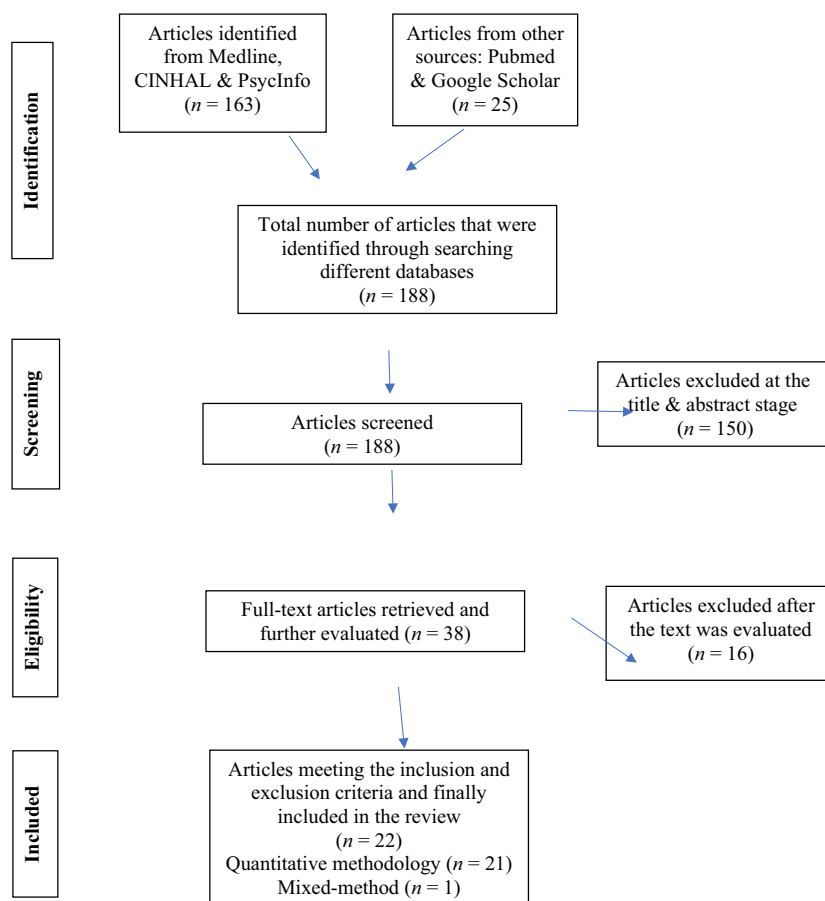 Identification
Articles identified
from Medline,
CINHAL & PsycInfo
(n = 163)
Articles from other
sources: Pubmed
& Google Scholar
(n = 25)
Total number of articles that were
identified through searching
different databases
(n = 188)
Screening
Articles screened
(n = 188)
Articles excluded at the
title & abstract stage
(n = 150)
Eligibility
Full-text articles retrieved and
further evaluated (n = 38)
Articles excluded after
the text was evaluated
(n = 16)
Included
Articles meeting the inclusion and
exclusion criteria and finally
included in the review
(n = 22)
Quantitative methodology (n = 21)
Mixed-method (n = 1)